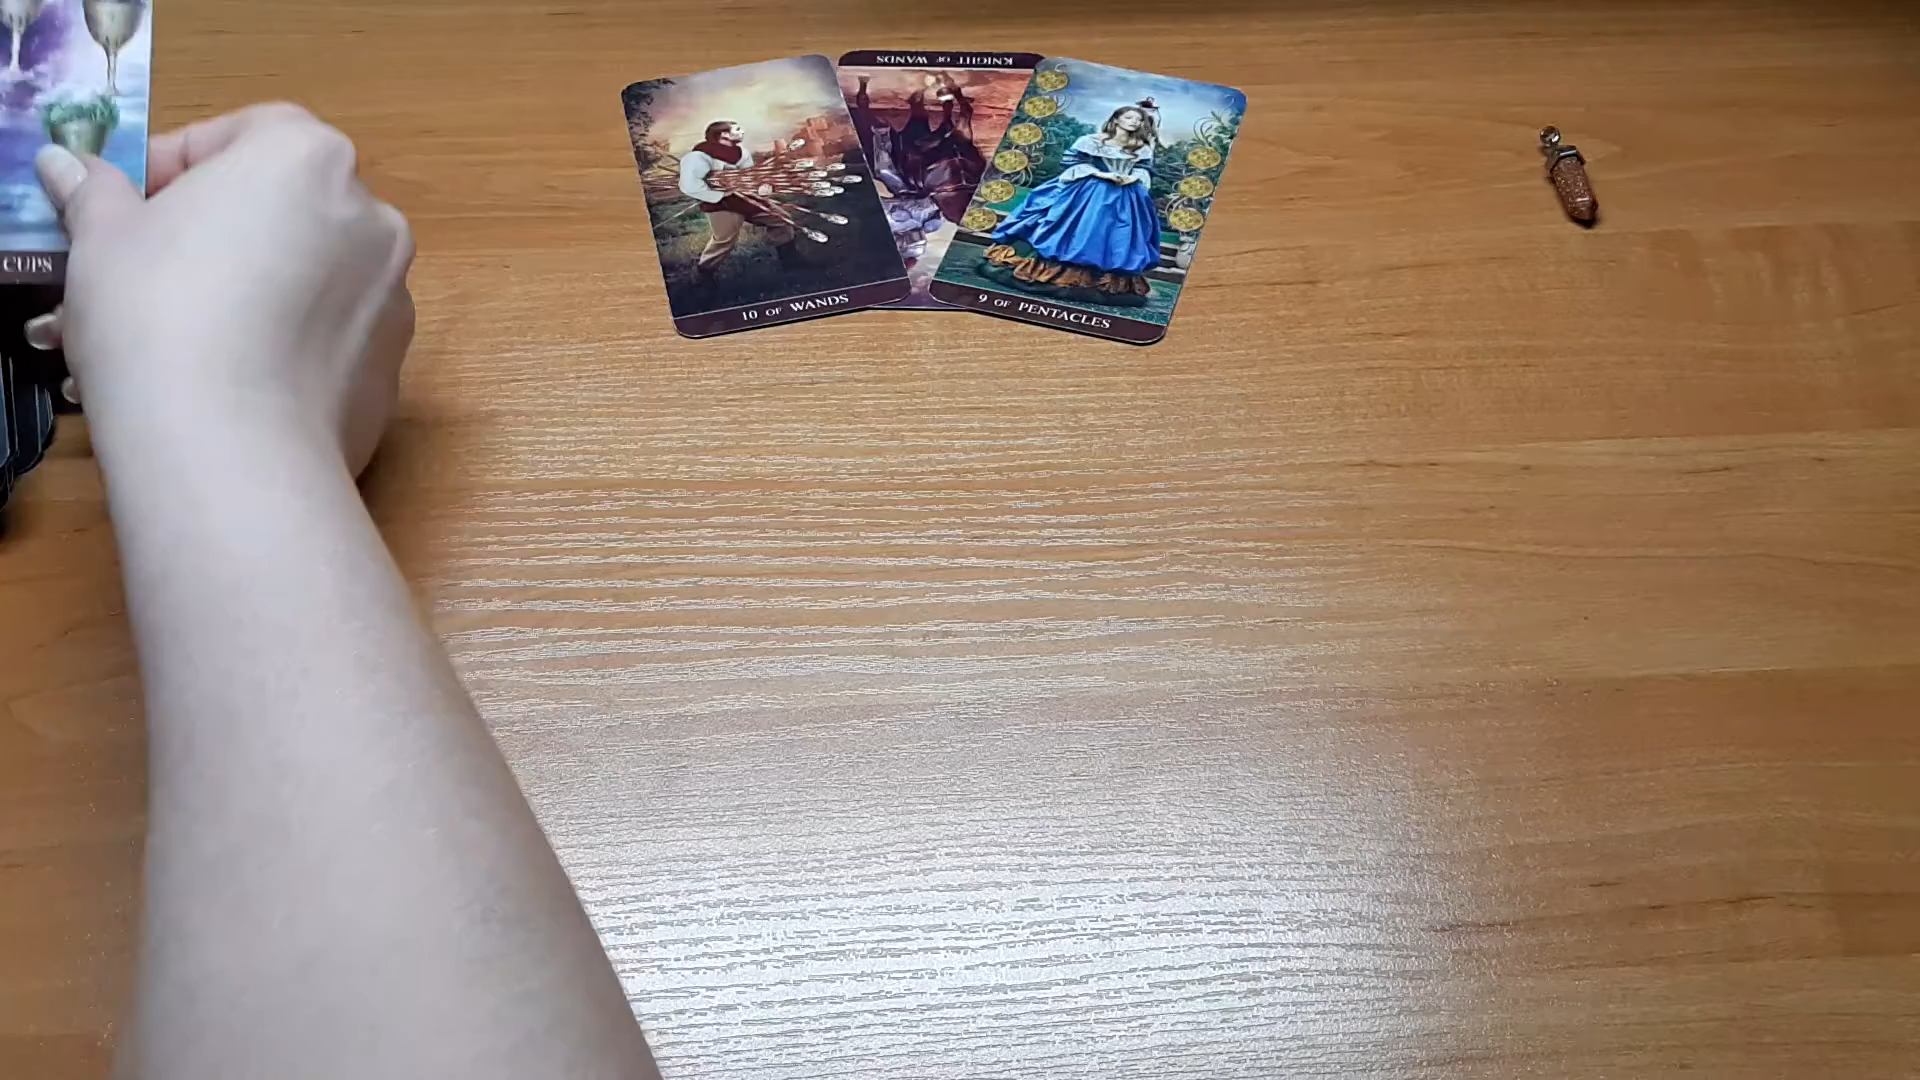 CUPS
KNIGHT OF WANDS
10 OF WANDS
9 OF PENTACLES